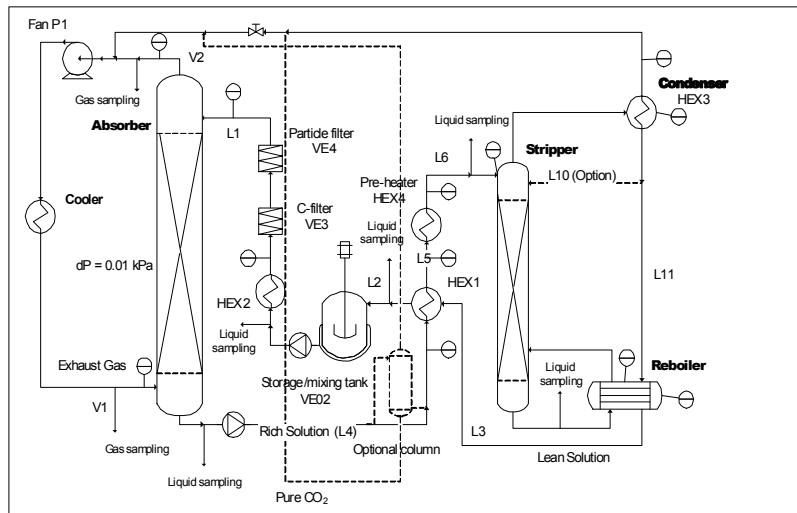 Fan P1
V2
Gas sampling
Absorber
L1
Particle filter
VE4
C-filter
VE3
Cooler
dP = 0.01 kPa
HEX2
Liquid
sampling
Exhaust Gas
V1
Gas sampling
Liquid sampling
Storage/mixing tank
VE02
Rich Solution (L4)
Pure CO₂
Optional column
L2
Liquid
sampling
L5
HEX1
Pre-heater
HEX4
L6
Liquid sampling
Stripper
Condenser
HEX3
L10 (Option)
L11
Liquid
sampling
Reboiler
L3
Lean Solution